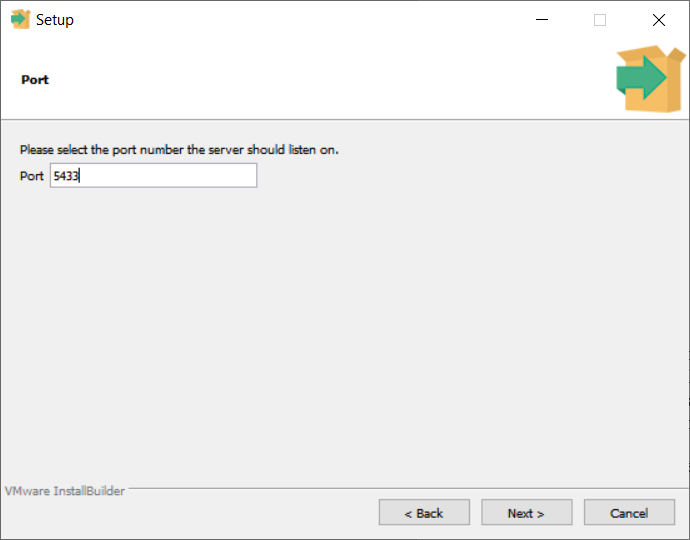 Setup
Port
Please select the port number the server should listen on.
Port 5433
VMware InstallBuilder
< Back Next > Cancel